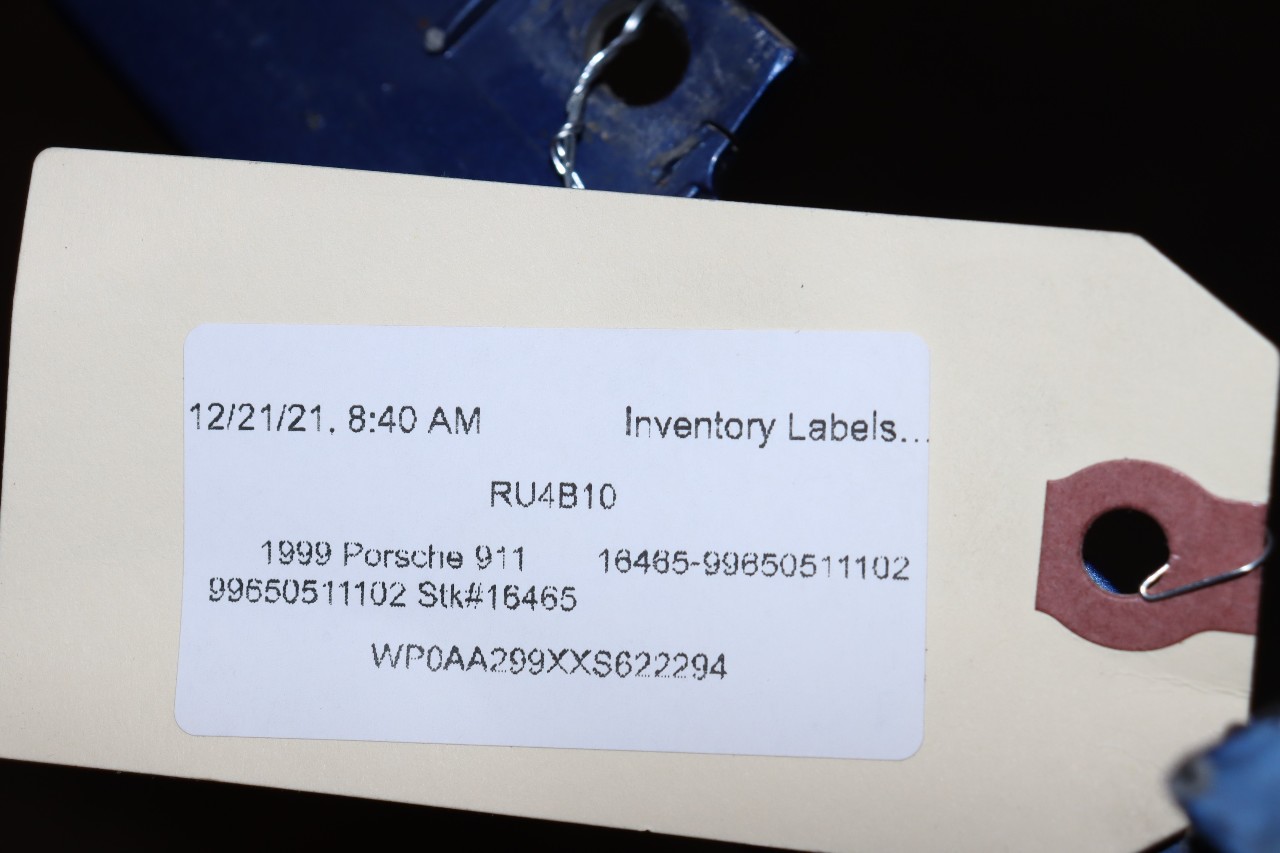 12/21/21, 8:40 AM Inventory Labels...
RU4B10
1999 Porsche 911 16465-99650511102
99650511102 Stk#16465
WP0AA299XXS622294